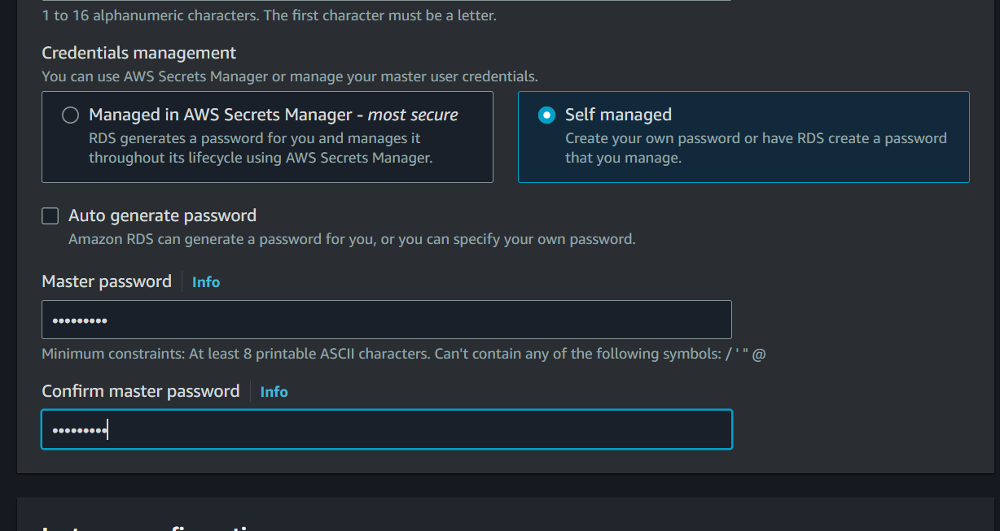 1 to 16 alphanumeric characters. The first character must be a letter.
Credentials management
You can use AWS Secrets Manager or manage your master user credentials.
Managed in AWS Secrets Manager - most secure
RDS generates a password for you and manages it
throughout its lifecycle using AWS Secrets Manager.
Self managed
Create your own password or have RDS create a password
that you manage.
Auto generate password
Amazon RDS can generate a password for you, or you can specify your own password.
Master password Info
•••••••••
Minimum constraints: At least 8 printable ASCII characters. Can't contain any of the following symbols: / ' " @
Confirm master password Info
•••••••••